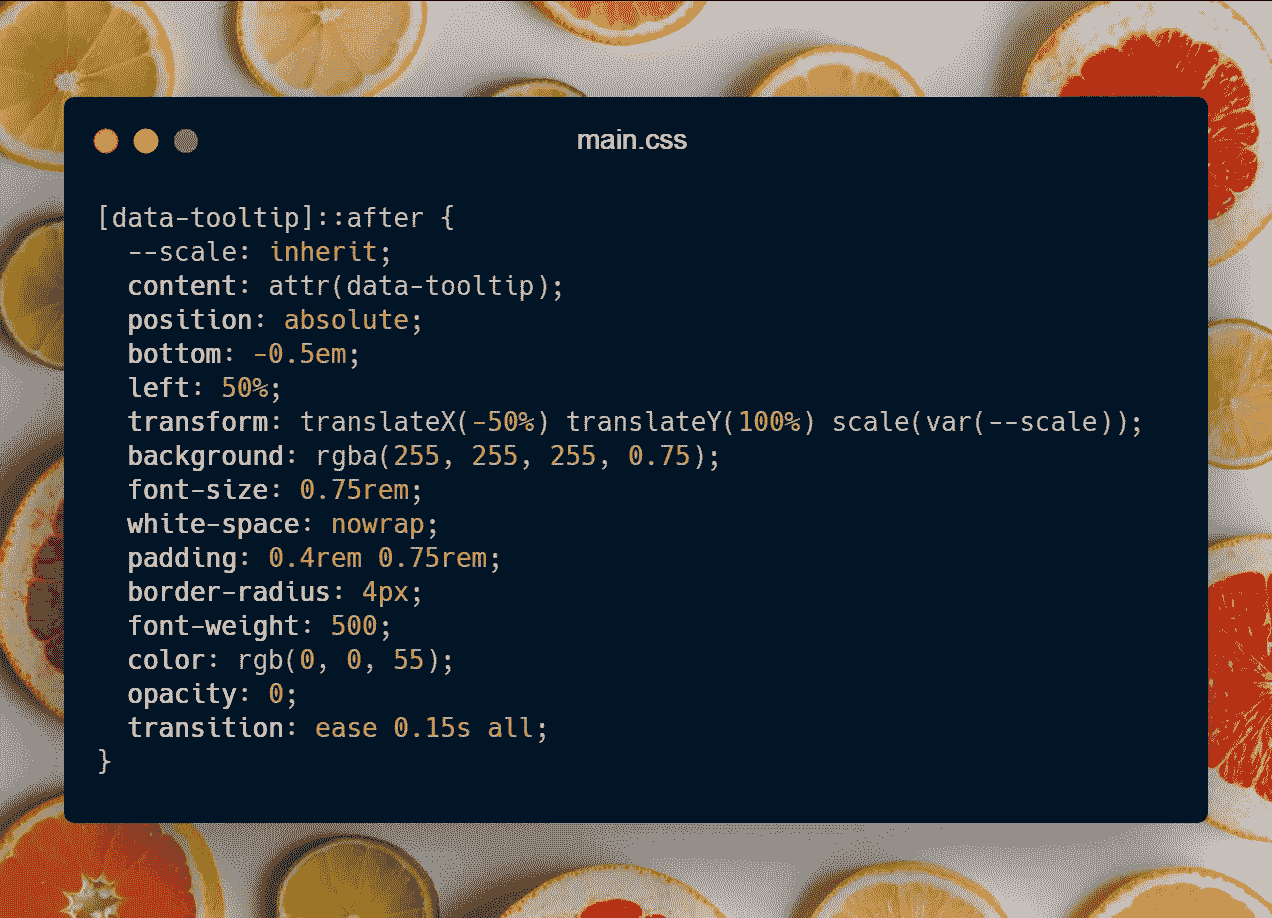 main.css
[data-tooltip]::after {
  --scale: inherit;
  content: attr(data-tooltip);
  position: absolute;
  bottom: -0.5em;
  left: 50%;
  transform: translateX(-50%) translateY(100%) scale(var(--scale));
  background: rgba(255, 255, 255, 0.75);
  font-size: 0.75rem;
  white-space: nowrap;
  padding: 0.4rem 0.75rem;
  border-radius: 4px;
  font-weight: 500;
  color: rgb(0, 0, 55);
  opacity: 0;
  transition: ease 0.15s all;
}